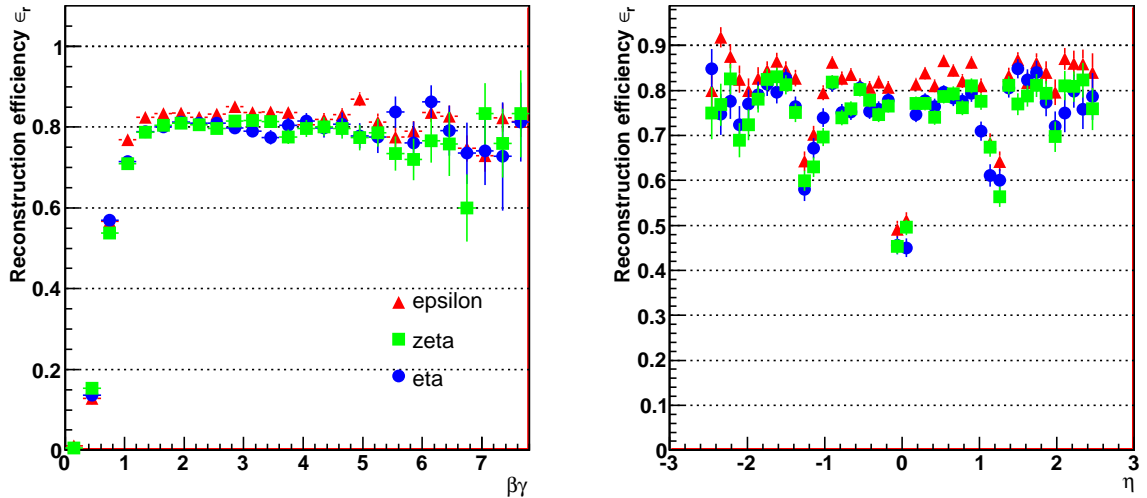 Reconstruction efficiency ϵr
1
0.8
0.6
0.4
0.2
0
epsilon
zeta
eta
0 1 2 3 4 5 6 7
βγ
Reconstruction efficiency ϵr
0.9
0.8
0.7
0.6
0.5
0.4
0.3
0.2
0.1
0
-3 -2 -1 0 1 2 3
η